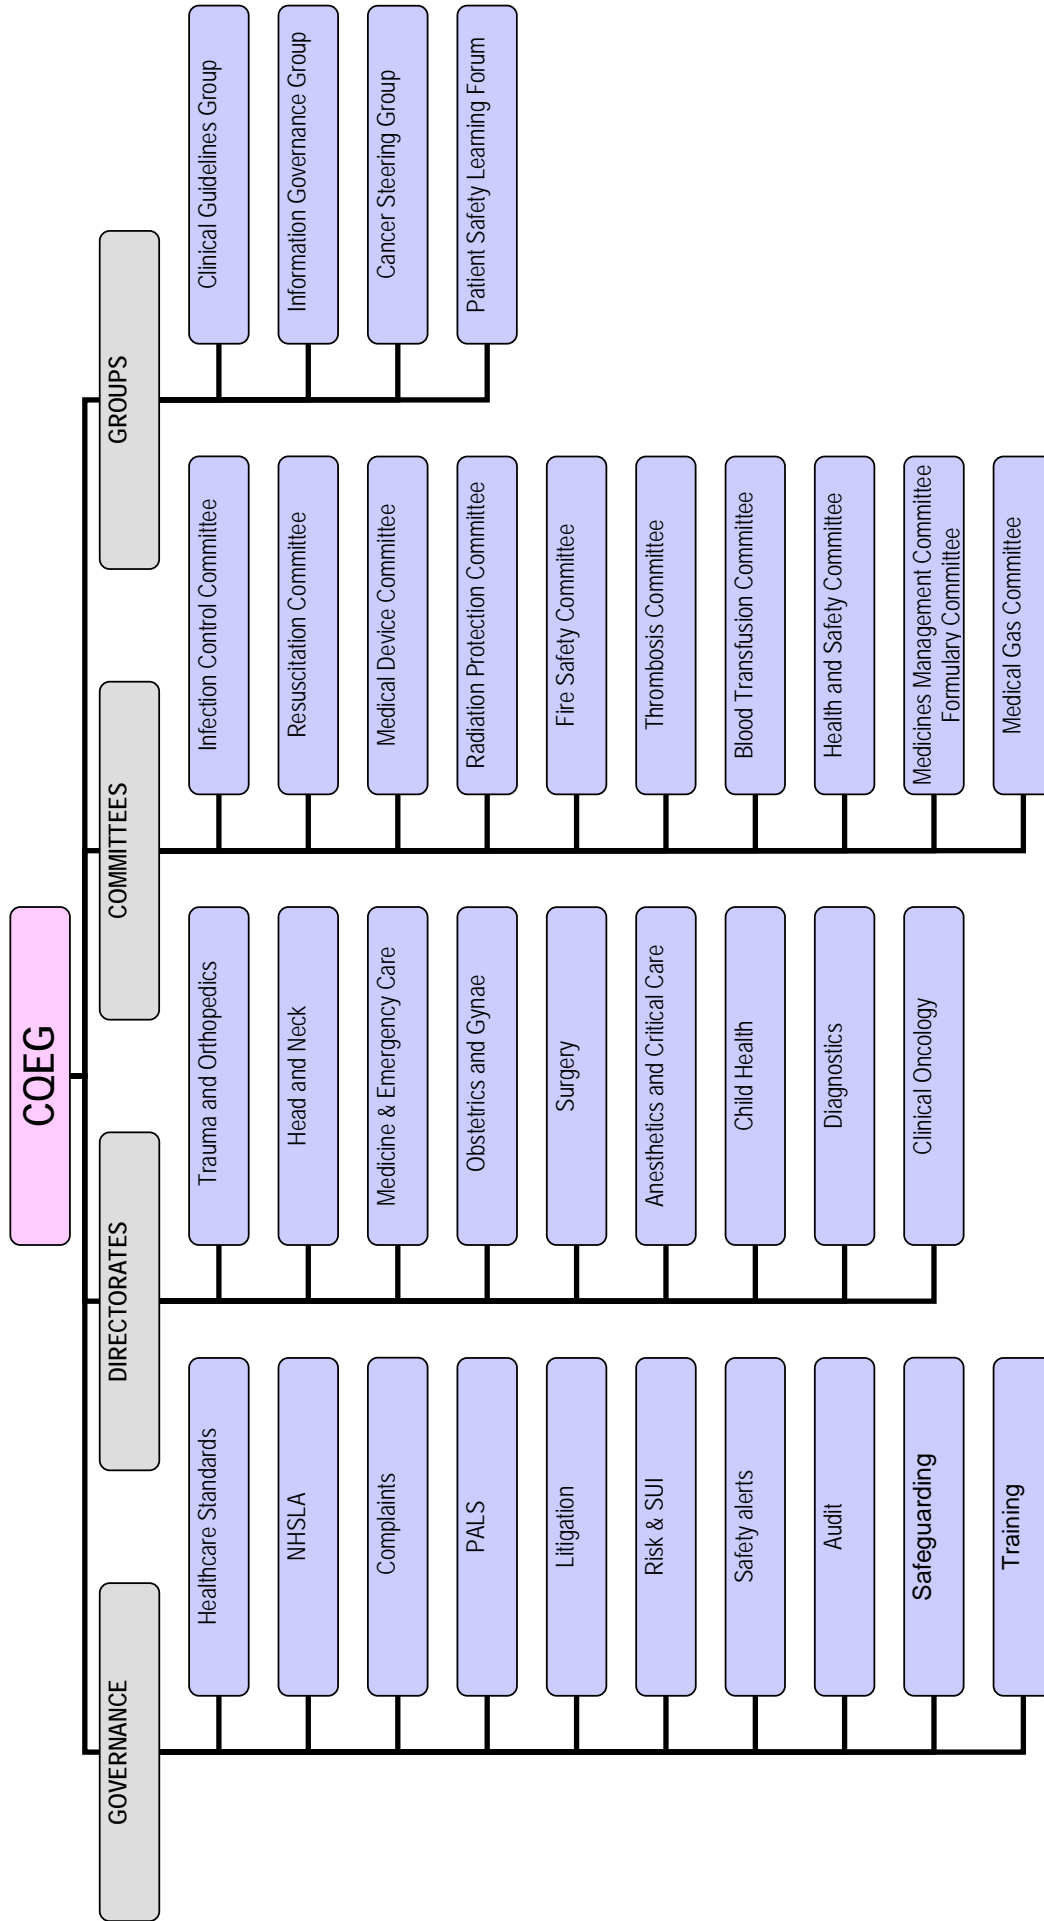 CQEG
GOVERNANCE
Healthcare Standards
NHSLA
Complaints
PALS
Litigation
Risk & SUI
Safety alerts
Audit
Safeguarding
Training
DIRECTORATES
Trauma and Orthopedics
Head and Neck
Medicine & Emergency Care
Obstetrics and Gynae
Surgery
Anesthetics and Critical Care
Child Health
Diagnostics
Clinical Oncology
COMMITTEES
Infection Control Committee
Resuscitation Committee
Medical Device Committee
Radiation Protection Committee
Fire Safety Committee
Thrombosis Committee
Blood Transfusion Committee
Health and Safety Committee
Medicines Management Committee
Formulary Committee
Medical Gas Committee
GROUPS
Clinical Guidelines Group
Information Governance Group
Cancer Steering Group
Patient Safety Learning Forum